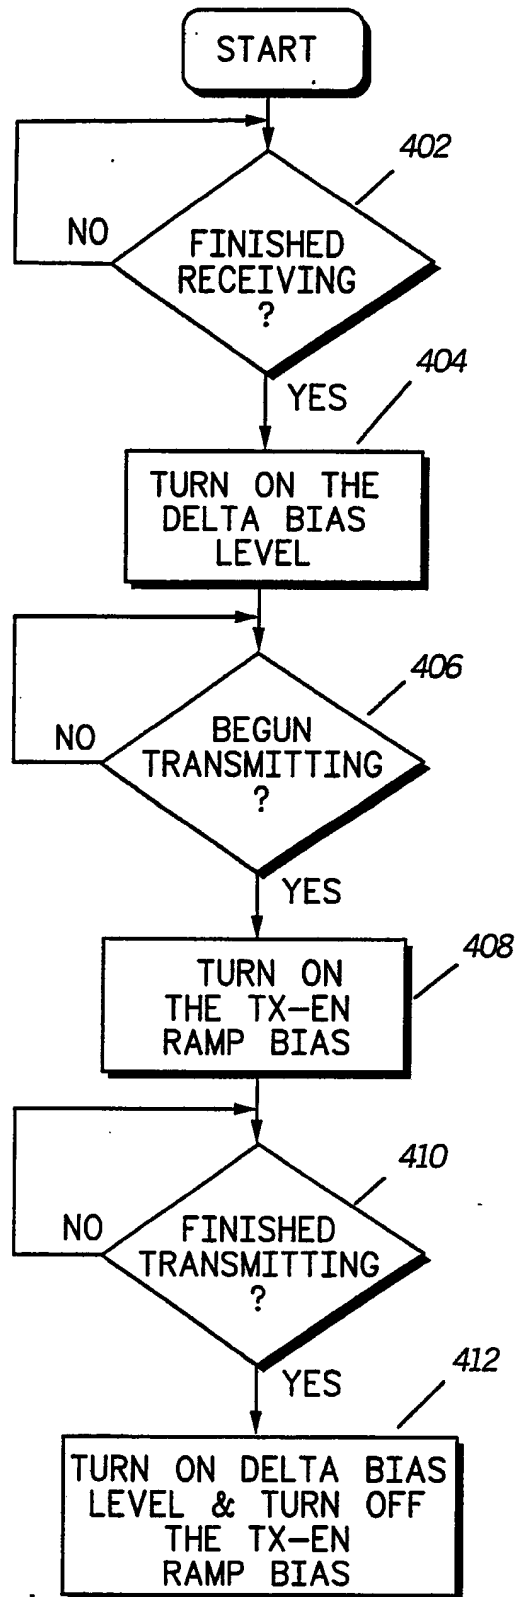 START
402
NO
FINISHED
RECEIVING
?
YES
404
TURN ON THE
DELTA BIAS
LEVEL
406
NO
BEGUN
TRANSMITTING
?
YES
408
TURN ON
THE TX-EN
RAMP BIAS
410
NO
FINISHED
TRANSMITTING
?
YES
412
TURN ON DELTA BIAS
LEVEL & TURN OFF
THE TX-EN
RAMP BIAS